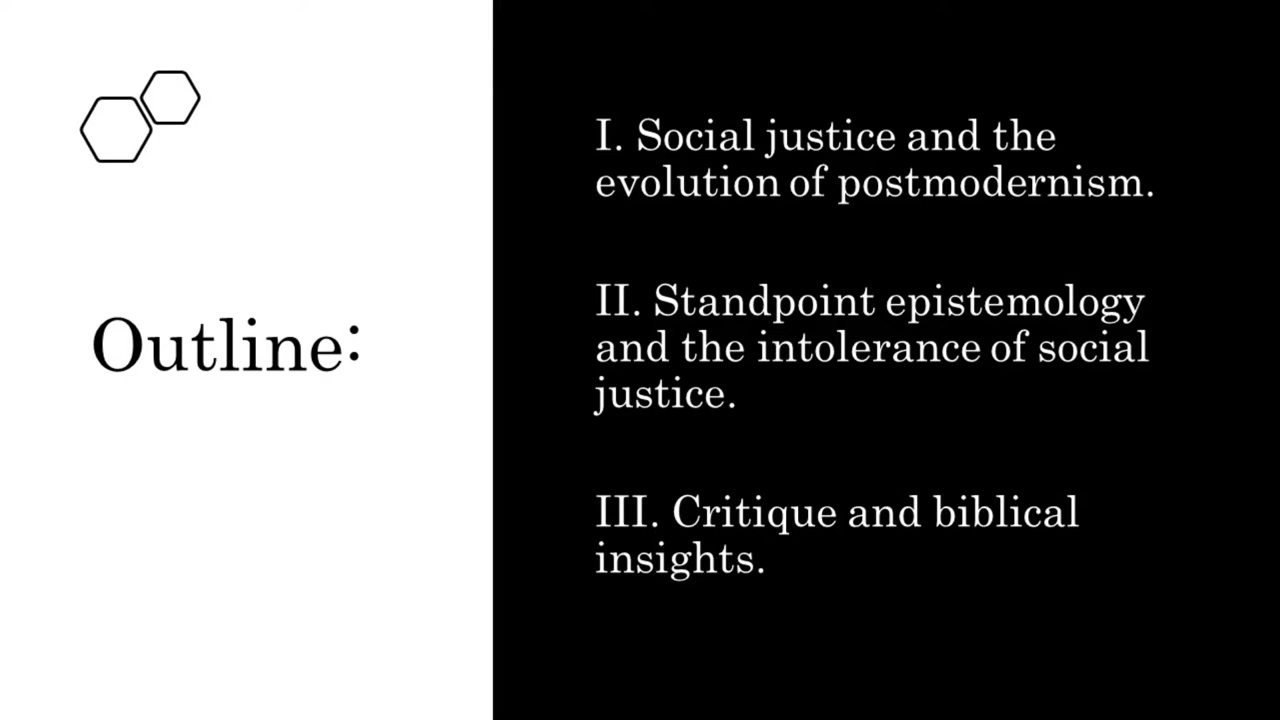 Outline:
I. Social justice and the
evolution of postmodernism.
II. Standpoint epistemology
and the intolerance of social
justice.
III. Critique and biblical
insights.